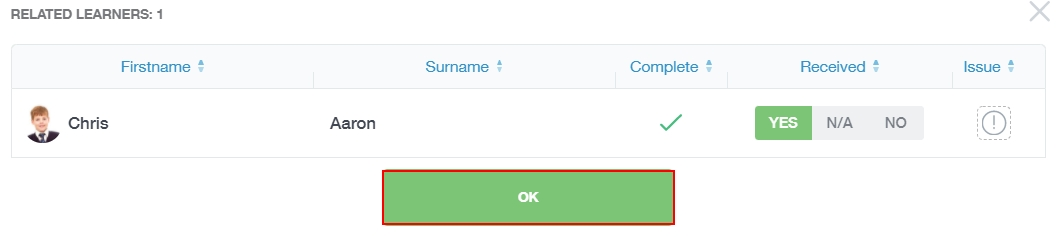 RELATED LEARNERS: 1
Firstname Surname Complete Received Issue
Chris Aaron YES N/A NO
OK